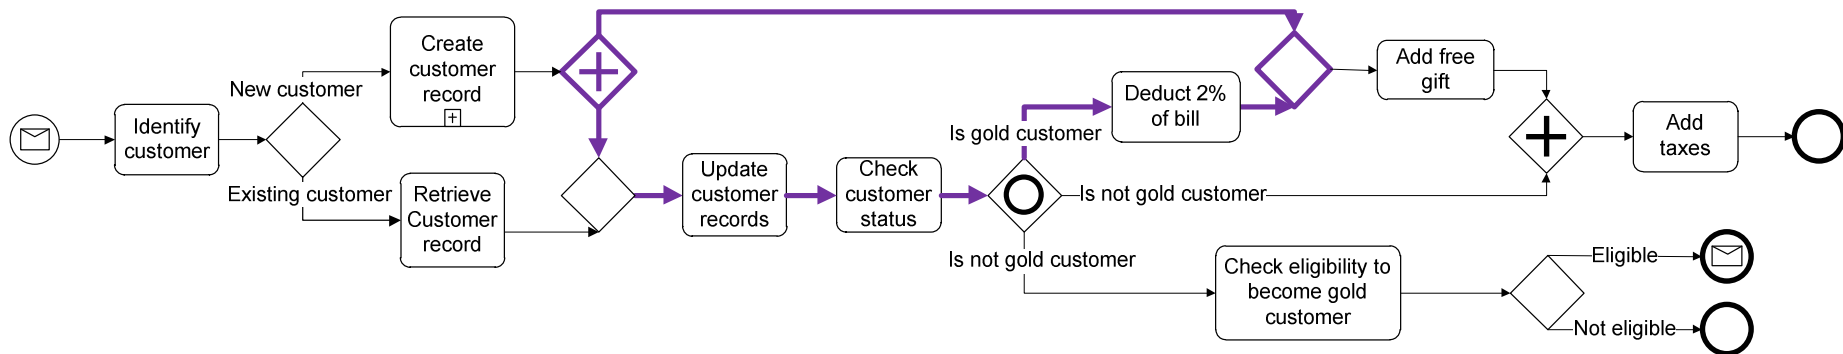 Identify
customer
New customer
Existing customer
Create
customer
record
Retrieve
Customer
record
Update
customer
records
Check
customer
status
Is gold customer
Is not gold customer
Is not gold customer
Deduct 2%
of bill
Add free
gift
Add
taxes
Check eligibility to
become gold
customer
Eligible
Not eligible